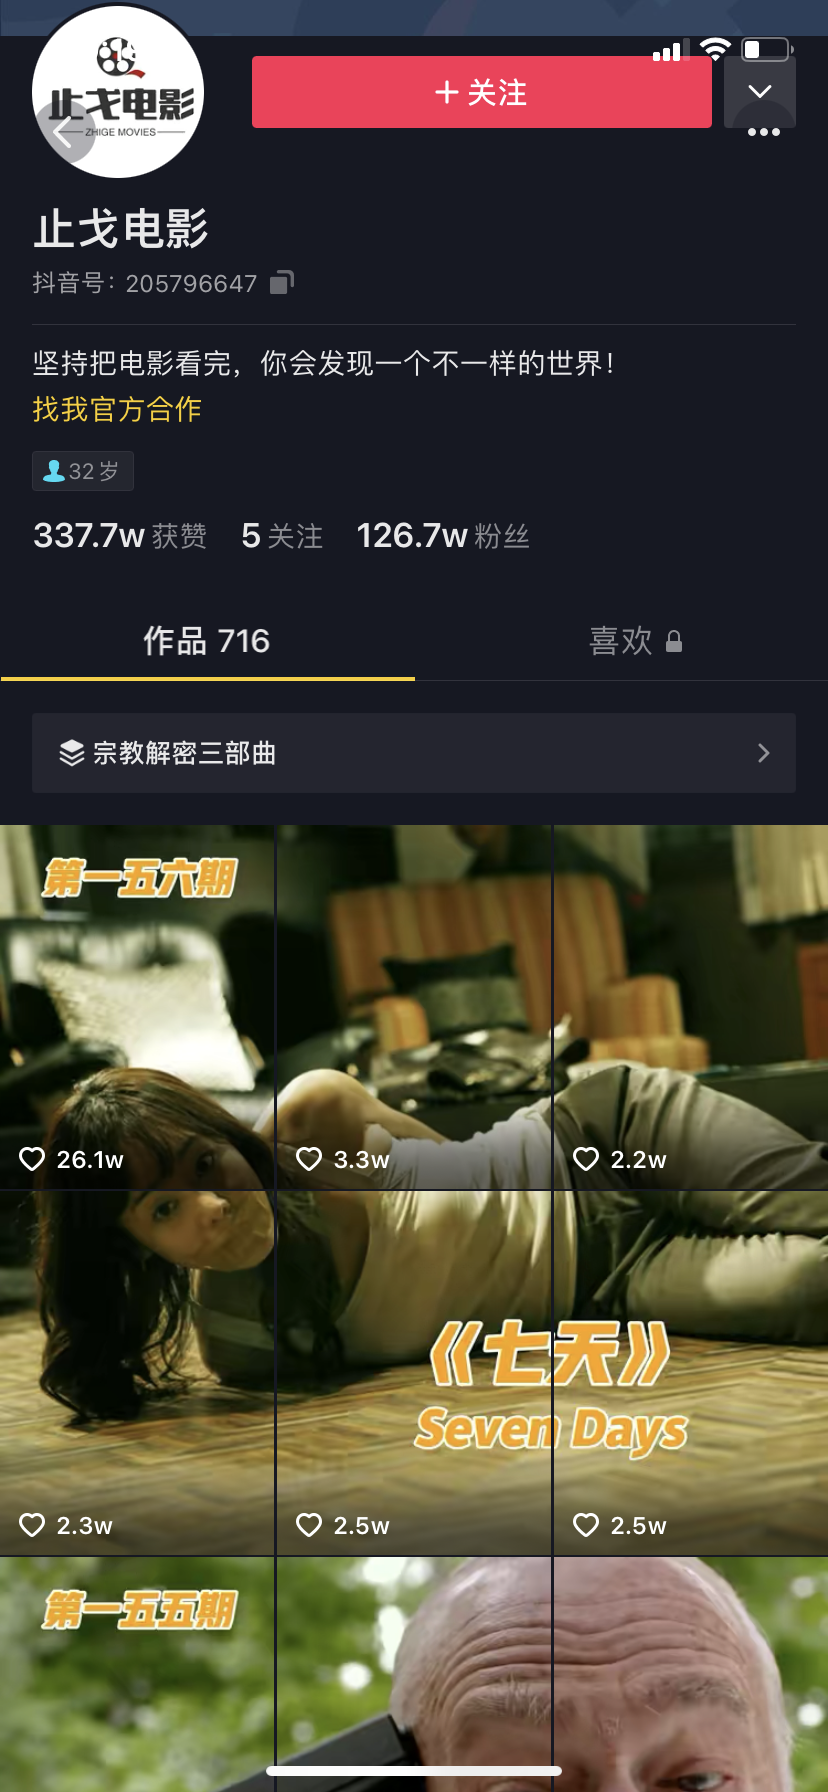 止戈电影
ZHIGE MOVIES
+ 关注
止戈电影
抖音号：205796647
坚持把电影看完，你会发现一个不一样的世界！
找我官方合作
32岁
337.7w 获赞 5 关注 126.7w 粉丝
作品 716 喜欢
宗教解密三部曲
第一五六期
26.1w 3.3w 2.2w
《七天》
Seven Days
2.3w 2.5w 2.5w
第一五五期